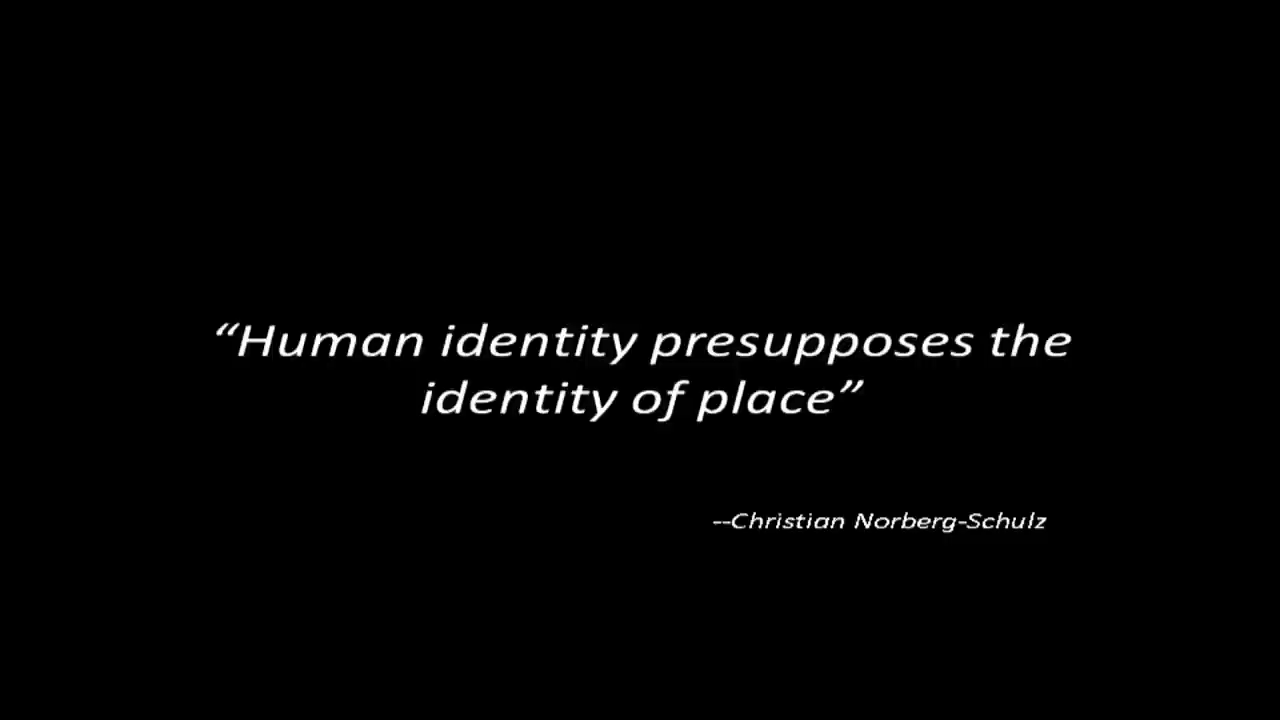 “Human identity presupposes the
identity of place”
--Christian Norberg-Schulz